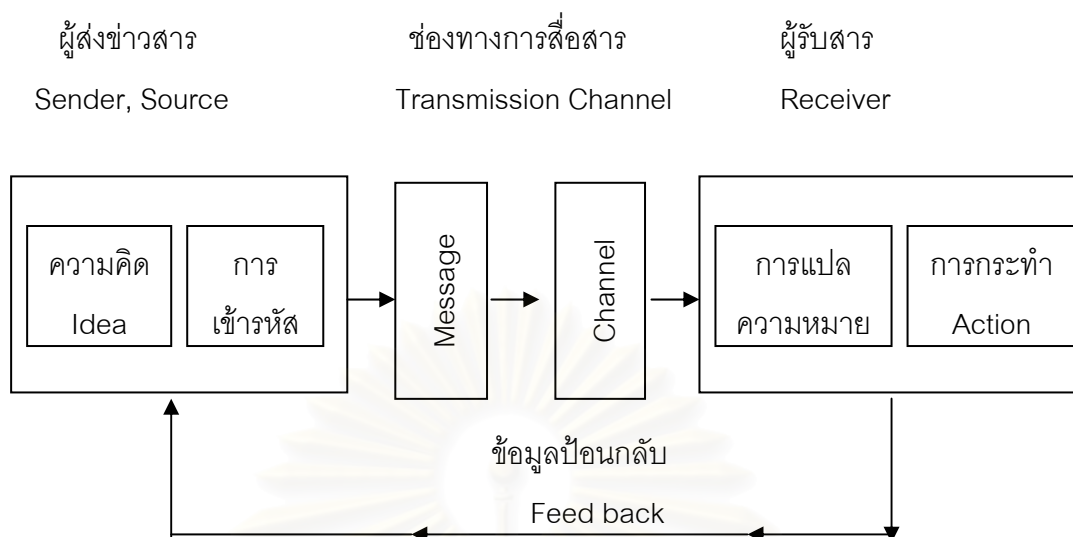 ผู้ส่งข่าวสาร
Sender, Source
ช่องทางการสื่อสาร
Transmission Channel
ผู้รับสาร
Receiver
ความคิด
Idea
การ
เข้ารหัส
Message
Channel
การแปล
ความหมาย
การกระทำ
Action
ข้อมูลป้อนกลับ
Feed back